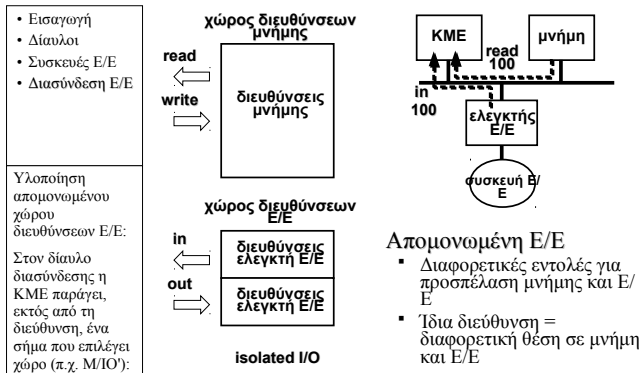 • Εισαγωγή
• Δίαυλοι
• Συσκευές Ε/Ε
• Διασύνδεση Ε/Ε
Υλοποίηση
απομονωμένου
χώρου
διευθύνσεων Ε/Ε:
Στον δίαυλο
διασύνδεσης η
ΚΜΕ παράγει,
εκτός από τη
διεύθυνση, ένα
σήμα που επιλέγει
χώρο (π.χ. M/IO'):
χώρος διευθύνσεων
μνήμης
read
write
διευθύνσεις
μνήμης
χώρος διευθύνσεων
Ε/Ε
in
out
διευθύνσεις
ελεγκτή Ε/Ε
διευθύνσεις
ελεγκτή Ε/Ε
isolated I/O
ΚΜΕ
μνήμη
read
100
in
100
ελεγκτής
Ε/Ε
συσκευή Ε/
Ε
Απομονωμένη Ε/Ε
▪ Διαφορετικές εντολές για
προσπέλαση μνήμης και Ε/
Ε
▪ Ίδια διεύθυνση =
διαφορετική θέση σε μνήμη
και Ε/Ε